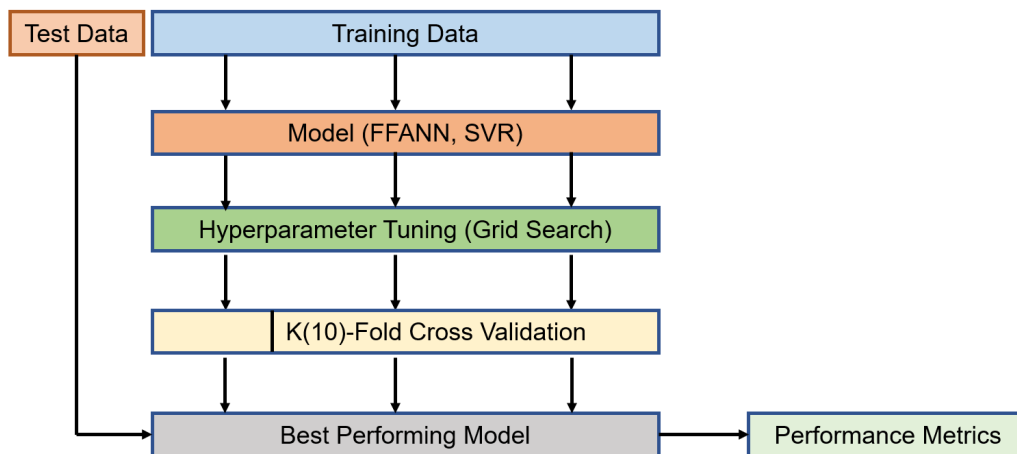 Test Data
Training Data
Model (FFANN, SVR)
Hyperparameter Tuning (Grid Search)
K(10)-Fold Cross Validation
Best Performing Model
Performance Metrics